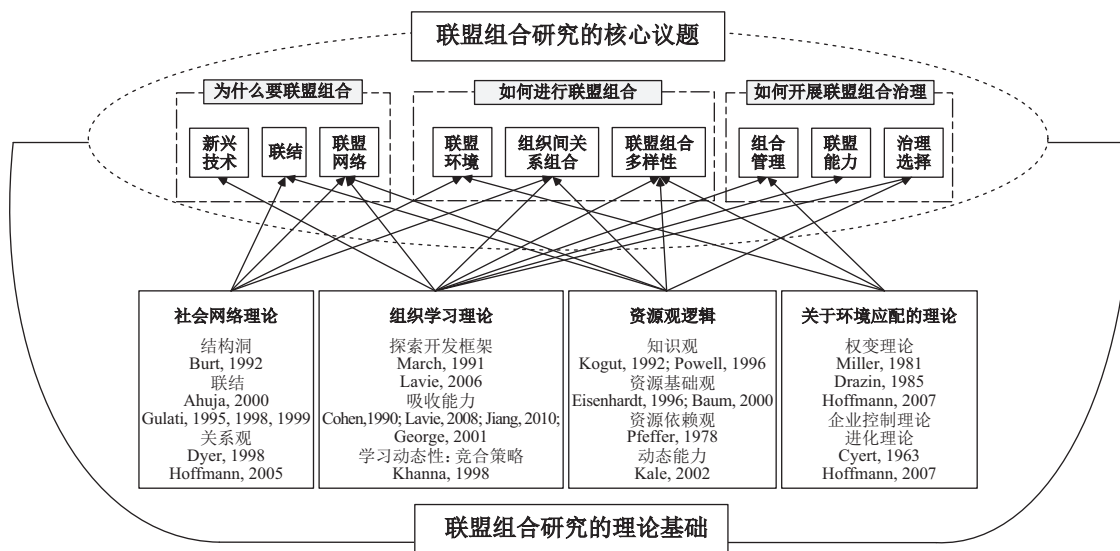 联盟组合研究的核心议题
为什么要联盟组合
如何进行联盟组合
如何开展联盟组合治理
新兴
技术
联结
联盟
网络
联盟
环境
组织间关
系组合
联盟组合
多样性
组合
管理
联盟
能力
治理
选择
社会网络理论
结构洞
Burt, 1992
联结
Ahuja, 2000
Gulati, 1995, 1998, 1999
关系观
Dyer, 1998
Hoffmann, 2005
组织学习理论
探索开发框架
March, 1991
Lavie, 2006
吸收能力
Cohen,1990; Lavie, 2008; Jiang, 2010;
George, 2001
学习动态性: 竞合策略
Khanna, 1998
资源观逻辑
知识观
Kogut, 1992; Powell, 1996
资源基础观
Eisenhardt, 1996; Baum, 2000
资源依赖观
Pfeffer, 1978
动态能力
Kale, 2002
关于环境应配的理论
权变理论
Miller, 1981
Drazin, 1985
Hoffmann, 2007
企业控制理论
进化理论
Cyert, 1963
Hoffmann, 2007
联盟组合研究的理论基础